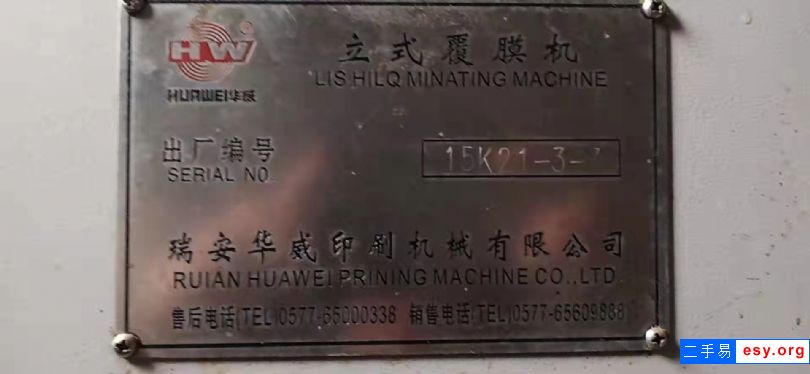 HW
HUAWEI华威
立式覆膜机
LIS HILQ MINATING MACHINE
出厂编号
SERIAL NO
15K21-3-
瑞安华威印刷机械有限公司
RUIAN HUAWEI PRINING MACHINE CO.,LTD
售后电话(TEL)0577-65000338 销售电话(TEL)0577-65609888
二手易 esy.org